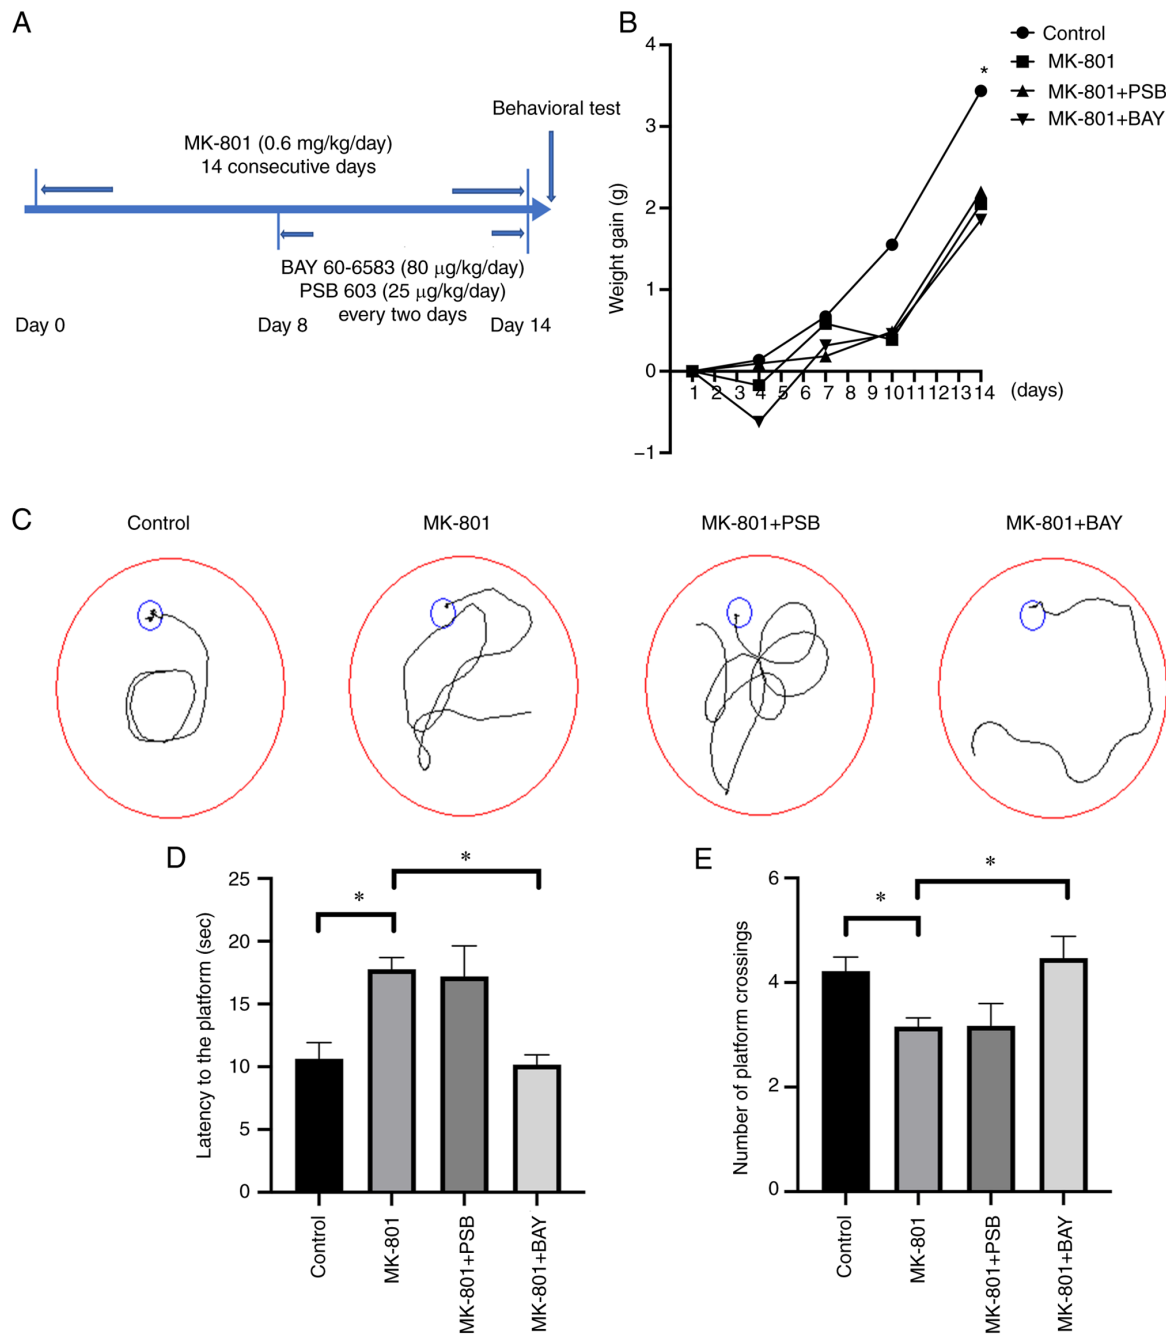 A
Behavioral test
MK-801 (0.6 mg/kg/day)
14 consecutive days
BAY 60-6583 (80 µg/kg/day)
PSB 603 (25 µg/kg/day)
every two days
Day 0
Day 8
Day 14
B
Control
MK-801
MK-801+PSB
MK-801+BAY
*
Weight gain (g)
4
3
2
1
0
−1
1 2 3 4 5 6 7 8 9 10 11 12 13 14 (days)
C
Control
MK-801
MK-801+PSB
MK-801+BAY
D
Latency to the platform (sec)
25
20
15
10
5
0
*
*
Control
MK-801
MK-801+PSB
MK-801+BAY
E
Number of platform crossings
6
4
2
0
*
*
Control
MK-801
MK-801+PSB
MK-801+BAY